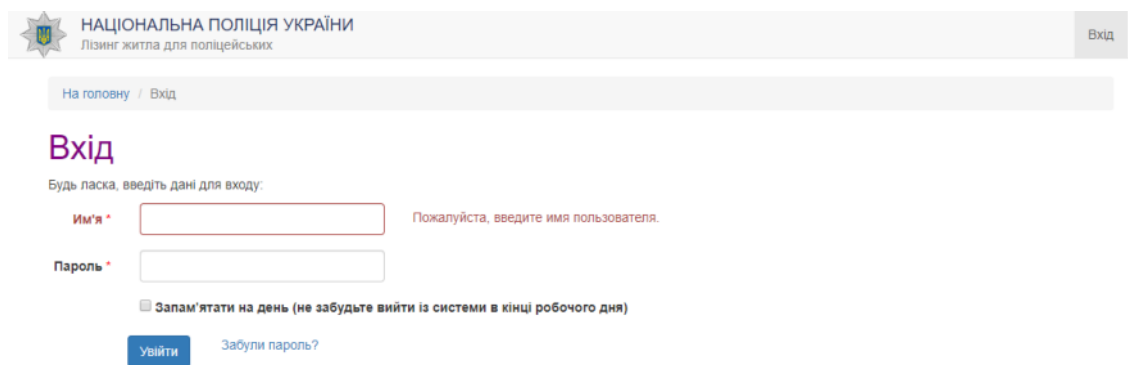 НАЦІОНАЛЬНА ПОЛІЦІЯ УКРАЇНИ
Лізинг житла для поліцейських
Вхід
На головну / Вхід
Вхід
Будь ласка, введіть дані для входу:
Им'я * Пожалуйста, введите имя пользователя.
Пароль *
Запам'ятати на день (не забудьте вийти із системи в кінці робочого дня)
Увійти Забули пароль?